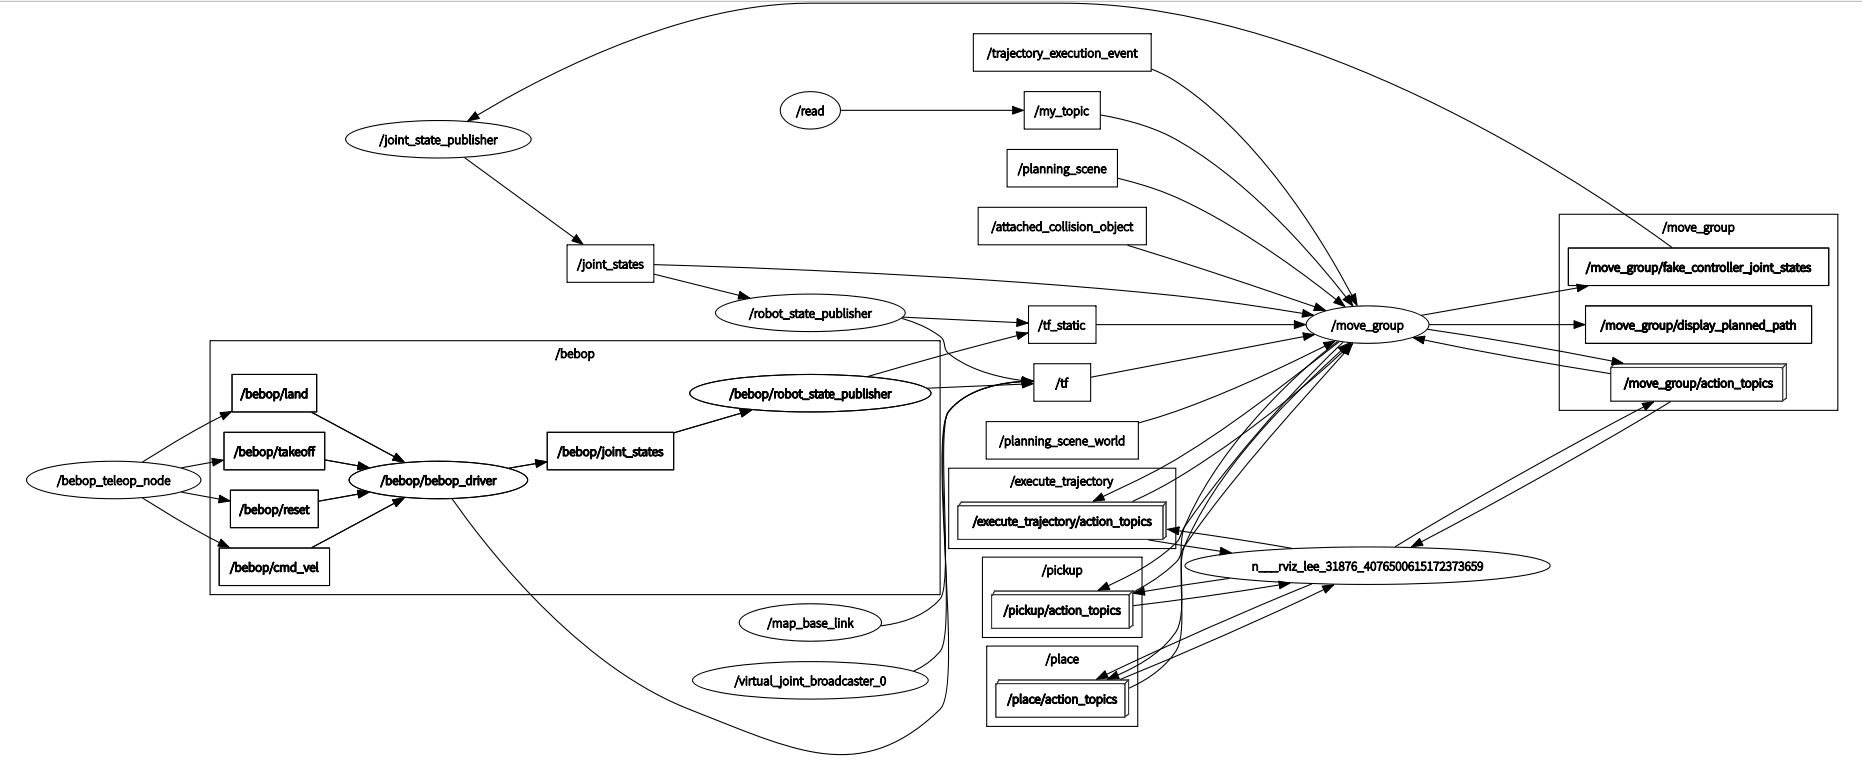 /trajectory_execution_event
/read
/my_topic
/joint_state_publisher
/planning_scene
/attached_collision_object
/move_group
/joint_states
/move_group/fake_controller_joint_states
/robot_state_publisher
/tf_static
/move_group
/move_group/display_planned_path
/bebop
/tf
/move_group/action_topics
/bebop/land
/bebop/robot_state_publisher
/planning_scene_world
/bebop/takeoff
/bebop/joint_states
/bebop_teleop_node
/bebop/bebop_driver
/execute_trajectory
/bebop/reset
/execute_trajectory/action_topics
/bebop/cmd_vel
/pickup
n___rviz_lee_31876_4076500615172373659
/pickup/action_topics
/map_base_link
/place
/virtual_joint_broadcaster_0
/place/action_topics